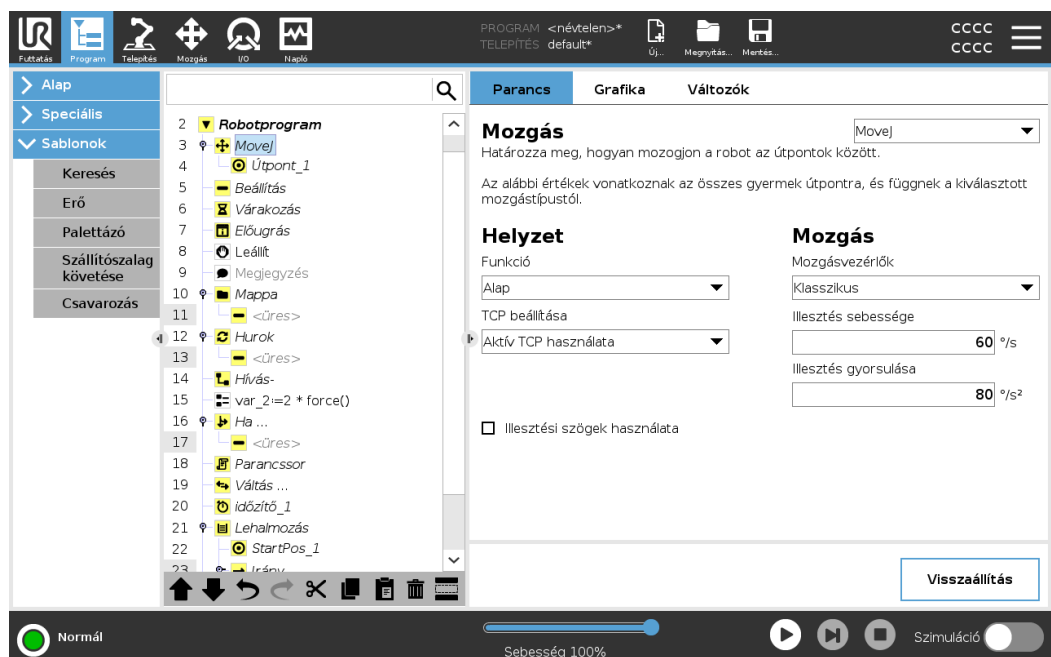 PROGRAM <névtelen>*
TELEPÍTÉS default*
Futtatás
Program
Telepítés
Mozgás
I/O
Napló
Új...
Megnyitás...
Mentés...
CCCC
CCCC
Alap
Speciális
Sablonok
Keresés
Erő
Palettázó
Szállítószalag
követése
Csavarozás
2 Robotprogram
3 MoveJ
4 Útpont_1
5 Beállítás
6 Várakozás
7 Előugrás
8 Leállít
9 Megjegyzés
10 Mappa
11 <üres>
12 Hurok
13 <üres>
14 Hívás-
15 var_2:=2 * force()
16 Ha ...
17 <üres>
18 Parancssor
19 Váltás ...
20 időzítő_1
21 Lehalmozás
22 StartPos_1
23 Irány
Parancs Grafika Változók
Mozgás
MoveJ
Határozza meg, hogyan mozogjon a robot az útpontok között.
Az alábbi értékek vonatkoznak az összes gyermek útpontra, és függnek a kiválasztott
mozgástípustól.
Helyzet
Funkció
Alap
TCP beállítása
Aktív TCP használata
Illesztési szögek használata
Mozgás
Mozgásvezérlők
Klasszikus
Illesztés sebessége
60 °/s
Illesztés gyorsulása
80 °/s²
Visszaállítás
Normál
Sebesség 100%
Szimuláció